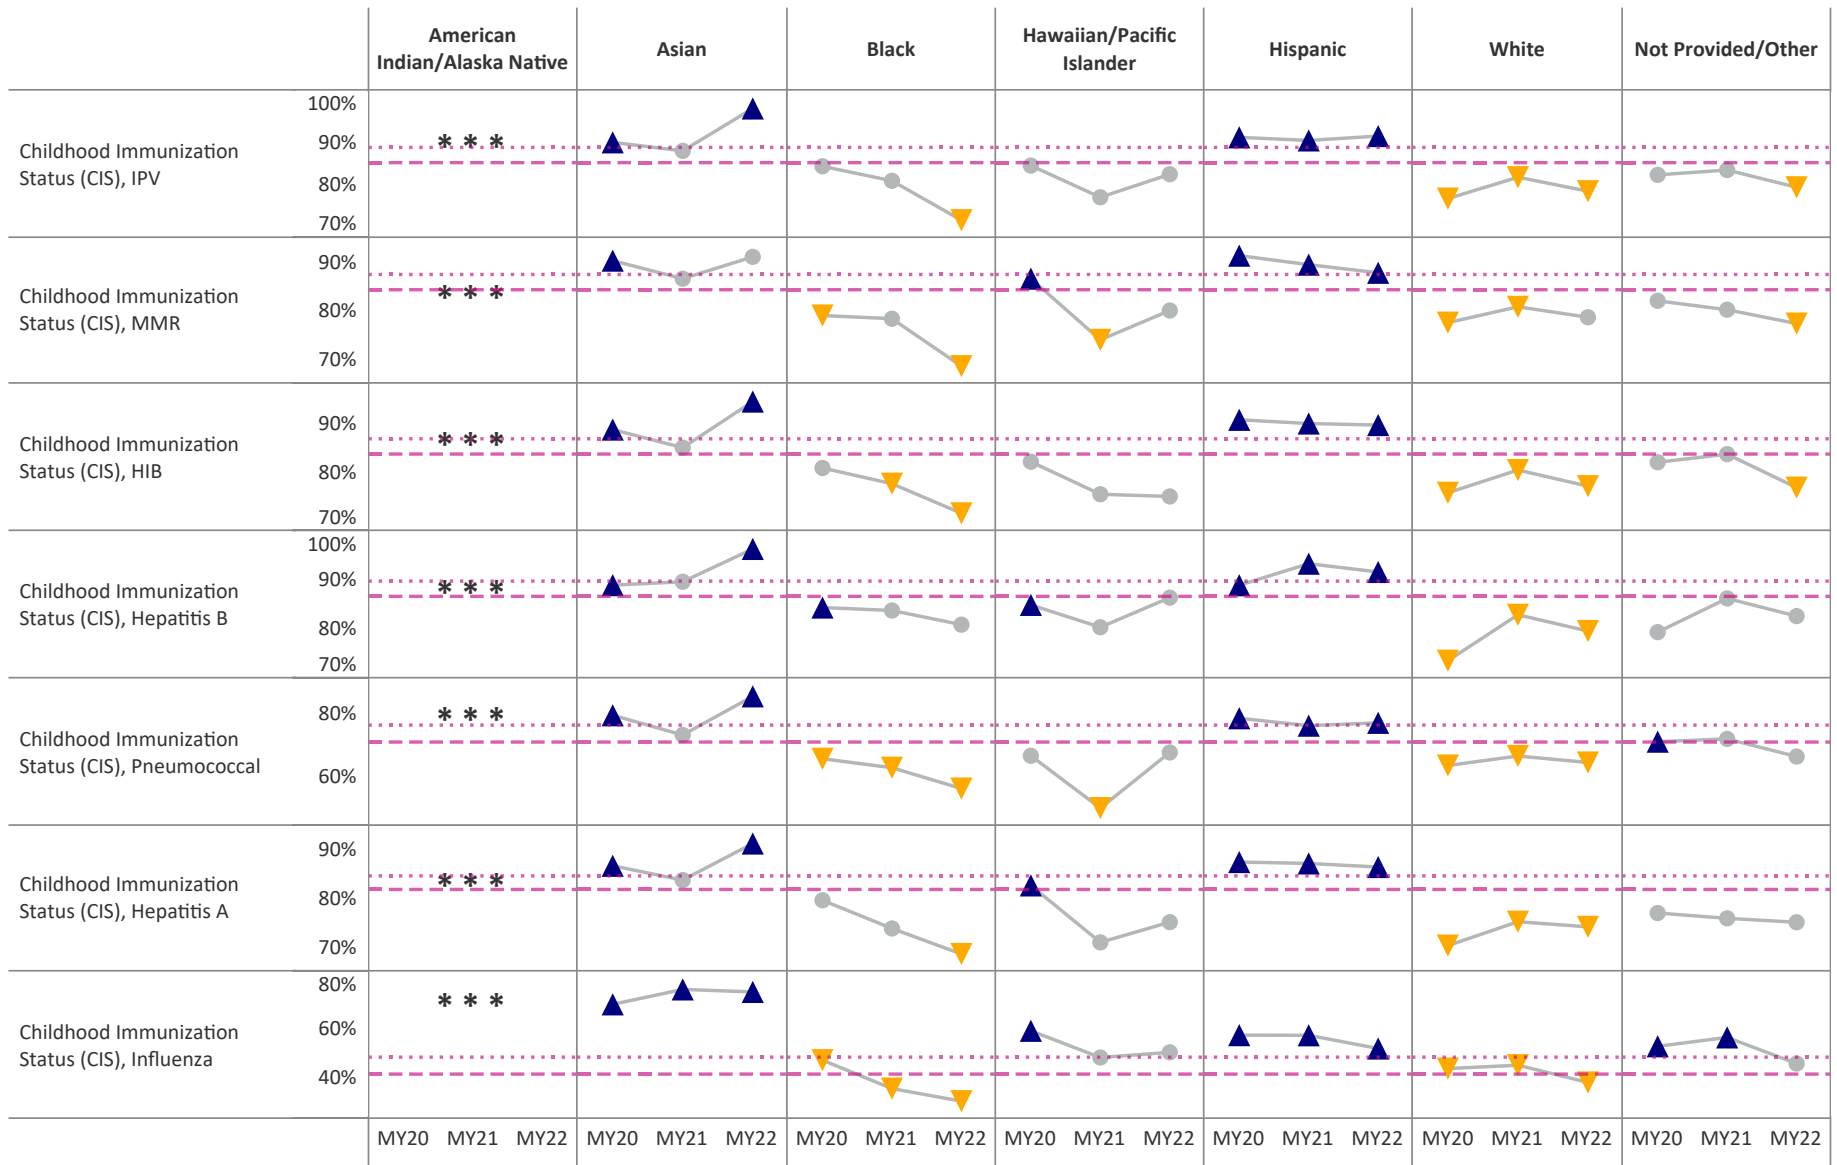 American
Indian/Alaska Native
Asian
Black
Hawaiian/Pacific
Islander
Hispanic
White
Not Provided/Other
Childhood Immunization
Status (CIS), IPV
100%
90%
80%
70%
* * *
Childhood Immunization
Status (CIS), MMR
90%
80%
70%
* * *
Childhood Immunization
Status (CIS), HIB
90%
80%
70%
* * *
Childhood Immunization
Status (CIS), Hepatitis B
100%
90%
80%
70%
* * *
Childhood Immunization
Status (CIS), Pneumococcal
80%
60%
* * *
Childhood Immunization
Status (CIS), Hepatitis A
90%
80%
70%
* * *
Childhood Immunization
Status (CIS), Influenza
80%
60%
40%
* * *
MY20 MY21 MY22 MY20 MY21 MY22 MY20 MY21 MY22 MY20 MY21 MY22 MY20 MY21 MY22 MY20 MY21 MY22 MY20 MY21 MY22